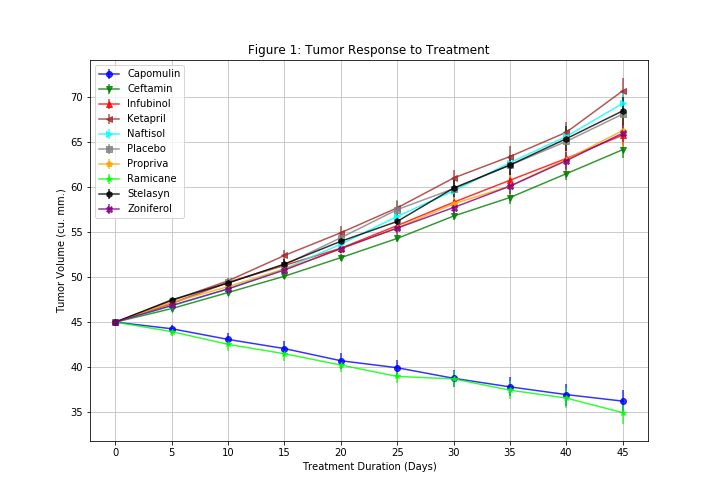 Figure 1: Tumor Response to Treatment
Capomulin
Ceftamin
Infubinol
Ketapril
Naftisol
Placebo
Propriva
Ramicane
Stelasyn
Zoniferol
Tumor Volume (cu. mm.)
70
65
60
55
50
45
40
35
0 5 10 15 20 25 30 35 40 45
Treatment Duration (Days)